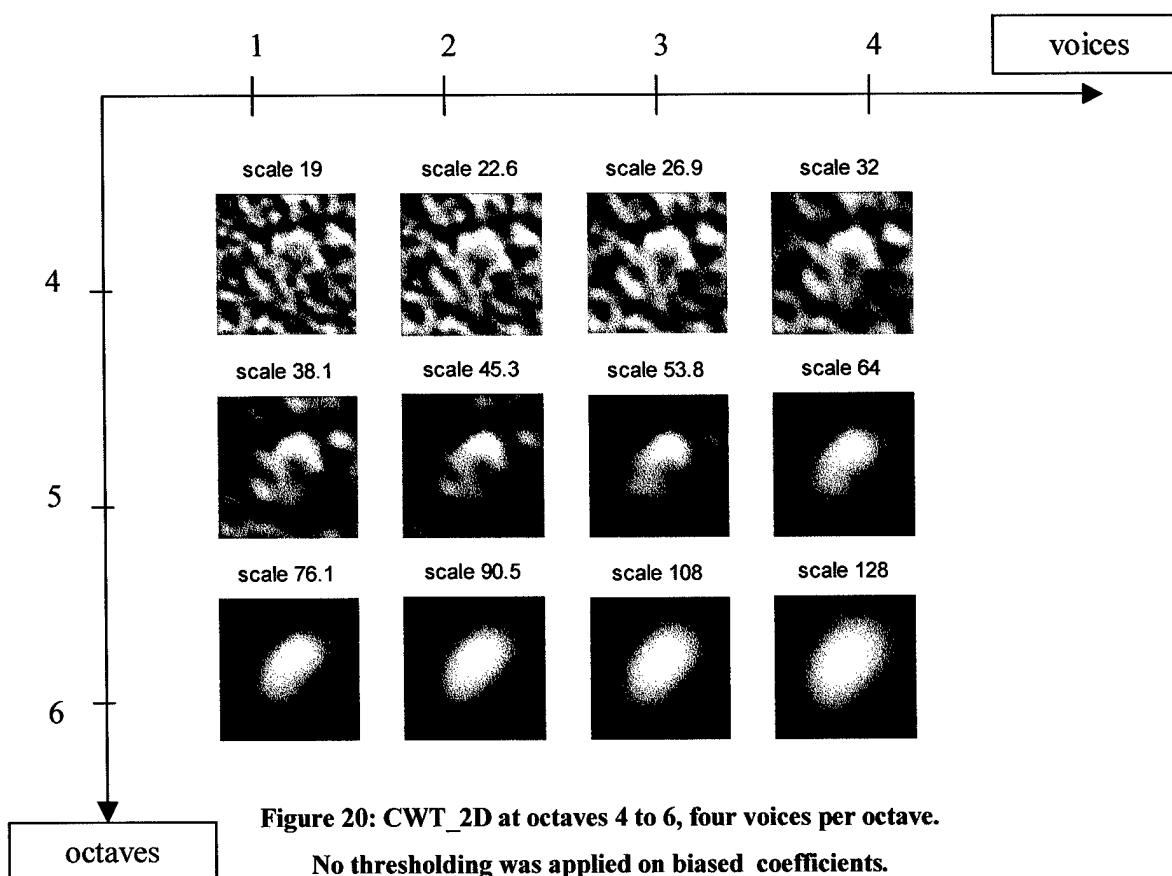 1 2 3 4 voices
scale 19 scale 22.6 scale 26.9 scale 32
4
scale 38.1 scale 45.3 scale 53.8 scale 64
5
scale 76.1 scale 90.5 scale 108 scale 128
6
octaves
Figure 20: CWT_2D at octaves 4 to 6, four voices per octave.
No thresholding was applied on biased coefficients.